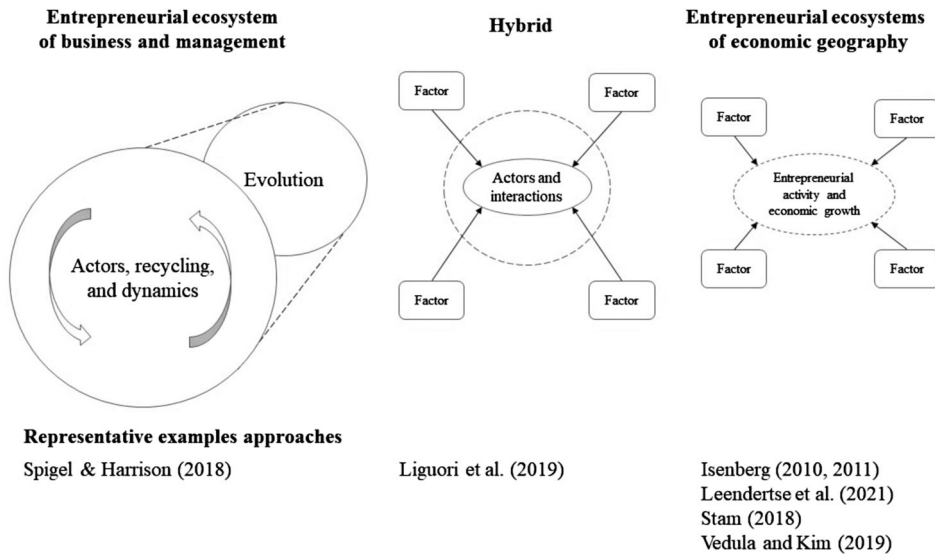 Entrepreneurial ecosystem
of business and management
Evolution
Actors, recycling,
and dynamics
Hybrid
Factor
Factor
Actors and
interactions
Factor
Factor
Entrepreneurial ecosystems
of economic geography
Factor
Factor
Entrepreneurial
activity and
economic growth
Factor
Factor
Representative examples approaches
Spigel & Harrison (2018)
Liguori et al. (2019)
Isenberg (2010, 2011)
Leendertse et al. (2021)
Stam (2018)
Vedula and Kim (2019)